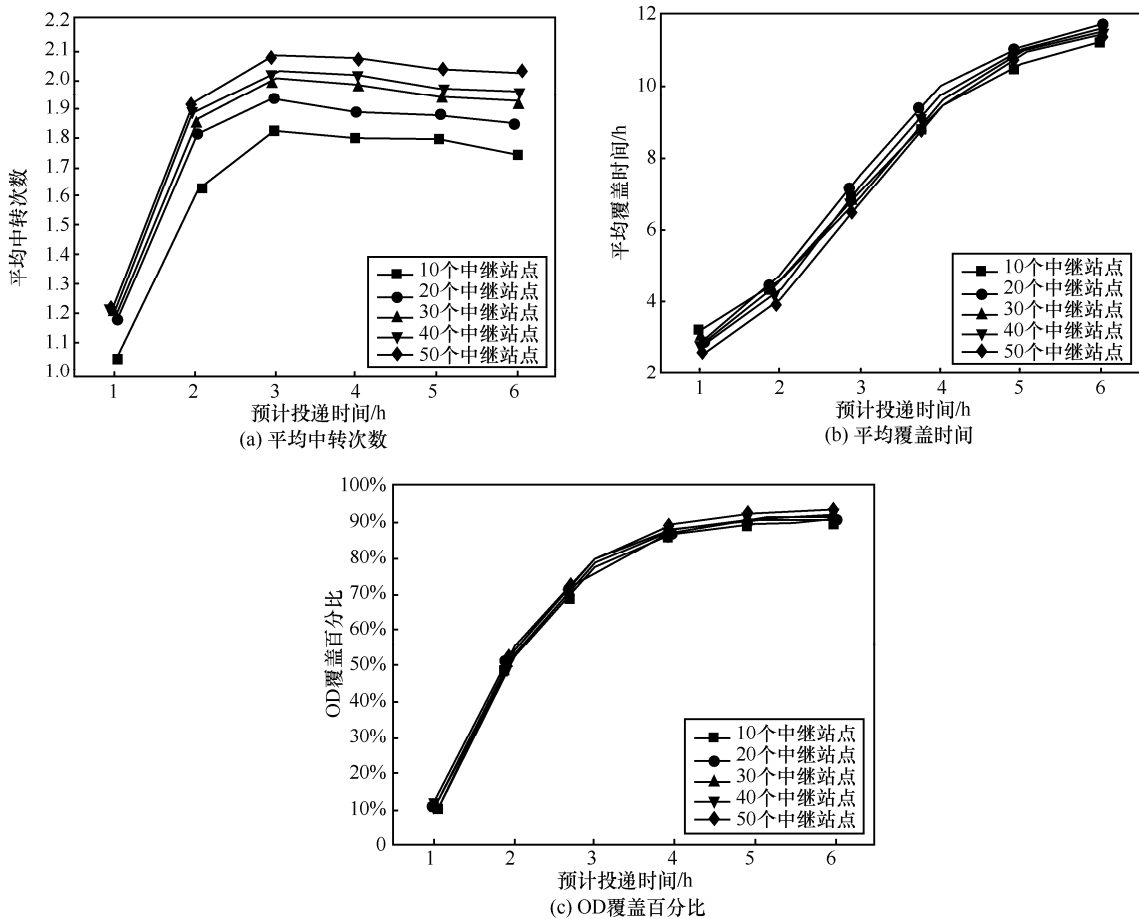 2.2
2.1
2.0
1.9
1.8
1.7
1.6
1.5
1.4
1.3
1.2
1.1
1.0
平均中转次数
10个中继站点
20个中继站点
30个中继站点
40个中继站点
50个中继站点
1 2 3 4 5 6
预计投递时间/h
(a) 平均中转次数
12
10
8
6
4
2
平均覆盖时间/h
10个中继站点
20个中继站点
30个中继站点
40个中继站点
50个中继站点
1 2 3 4 5 6
预计投递时间/h
(b) 平均覆盖时间
100%
90%
80%
70%
60%
50%
40%
30%
20%
10%
0
OD覆盖百分比
10个中继站点
20个中继站点
30个中继站点
40个中继站点
50个中继站点
1 2 3 4 5 6
预计投递时间/h
(c) OD覆盖百分比